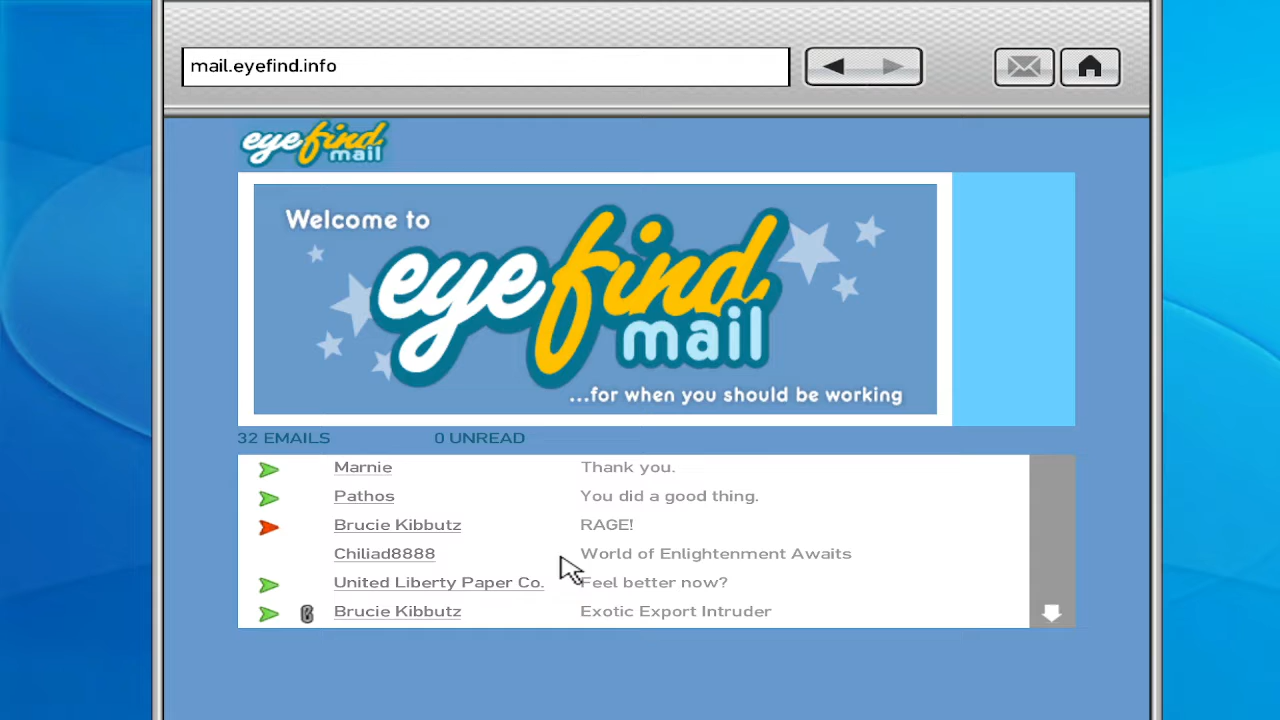 mail.eyefind.info
eyefind mail
Welcome to
eyefind mail
...for when you should be working
32 EMAILS 0 UNREAD
Marnie Thank you.
Pathos You did a good thing.
Brucie Kibbutz RAGE!
Chiliad8888 World of Enlightenment Awaits
United Liberty Paper Co. Feel better now?
Brucie Kibbutz Exotic Export Intruder